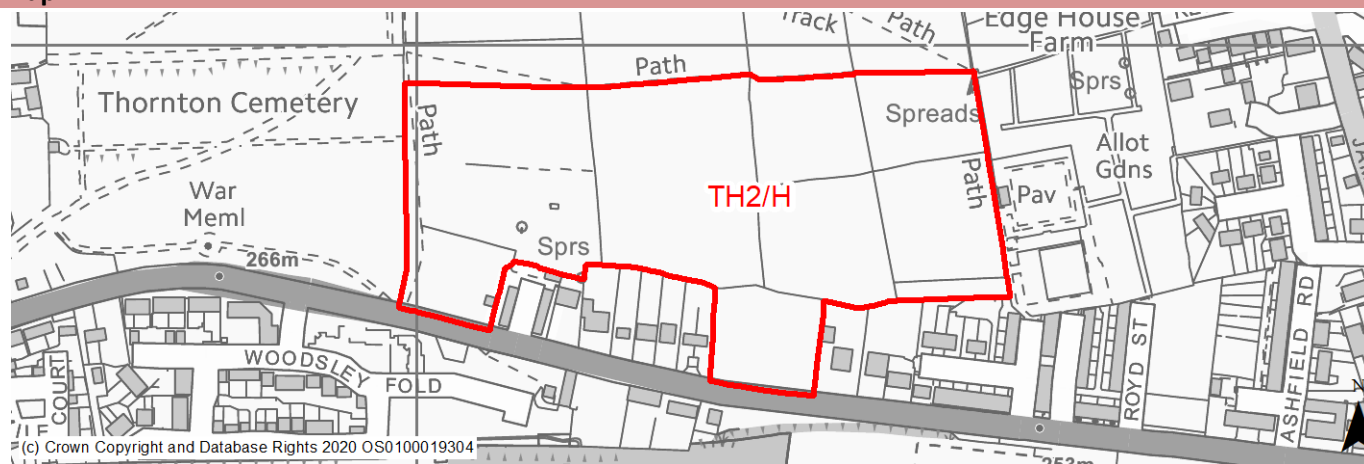 Track
Path
Edge House
Farm
Path
Sprs
Thornton Cemetery
Path
Spreads
Allot
Gdns
TH2/H
Path
Pav
War
Meml
Sprs
266m
WOODSLEY
FOLD
COURT
ROYD ST
ASHFIELD RD
N
(c) Crown Copyright and Database Rights 2020 OS0100019304
253m